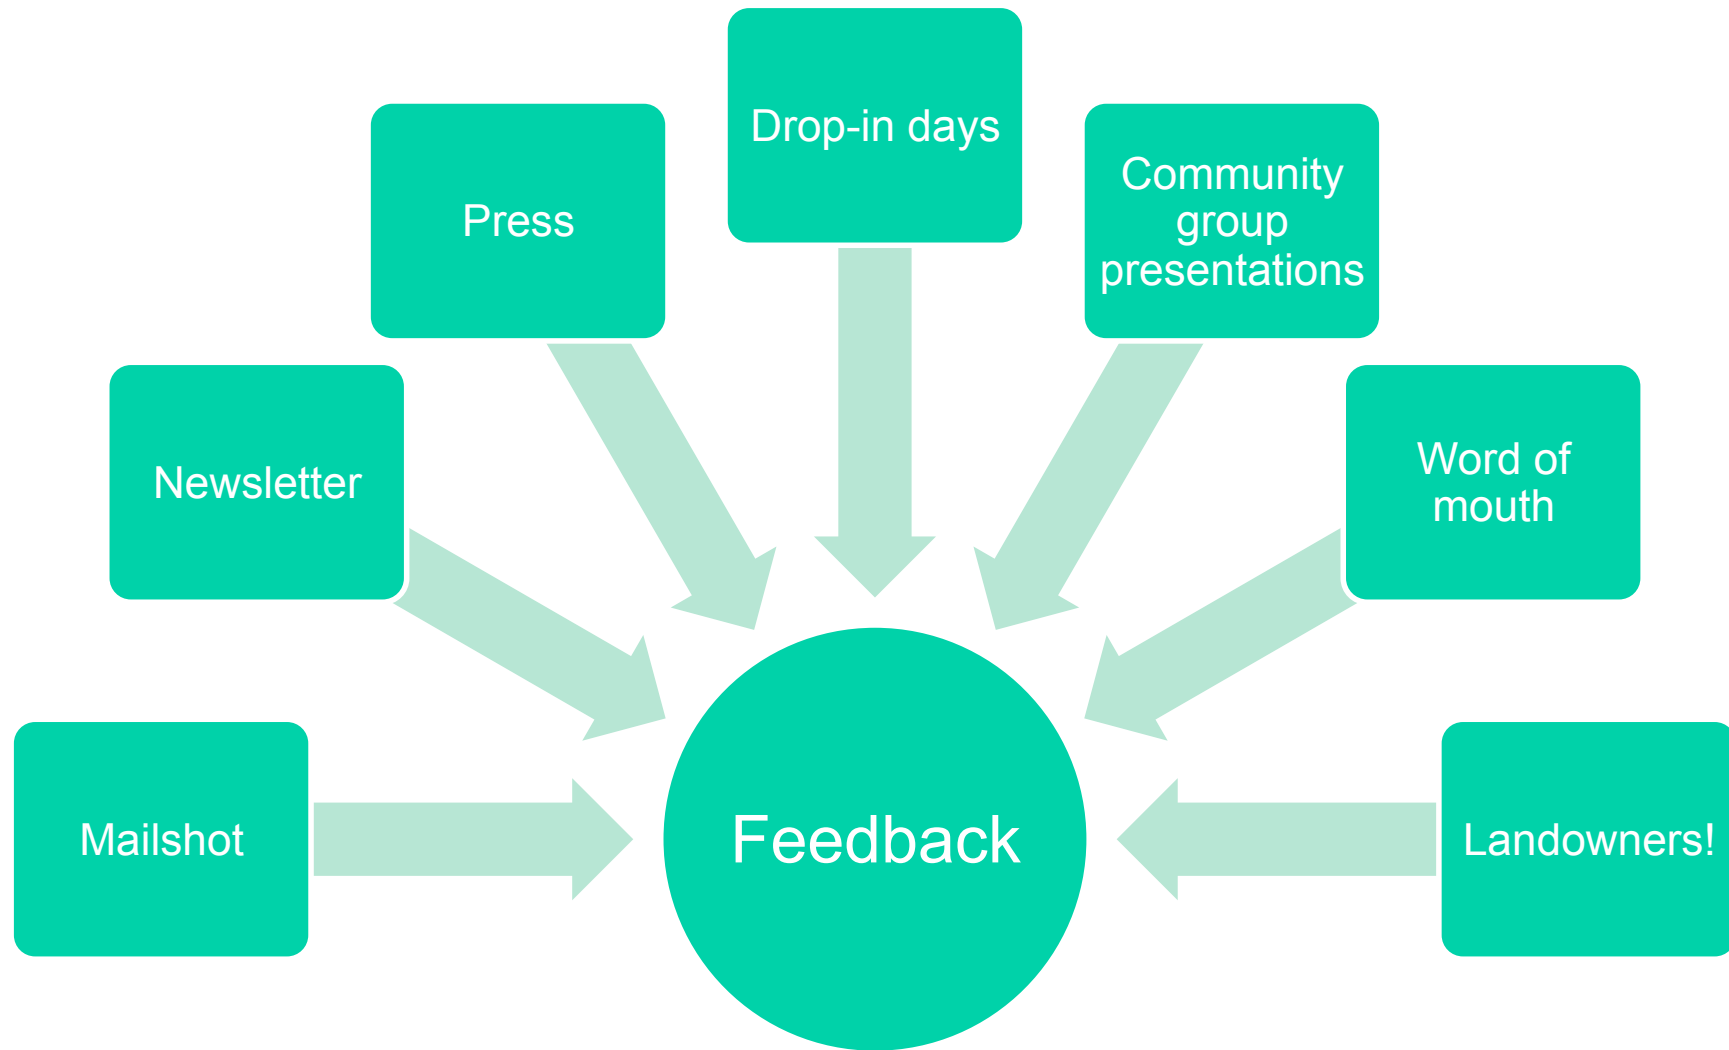 Drop-in days
Press
Community
group
presentations
Newsletter
Word of
mouth
Mailshot
Feedback
Landowners!